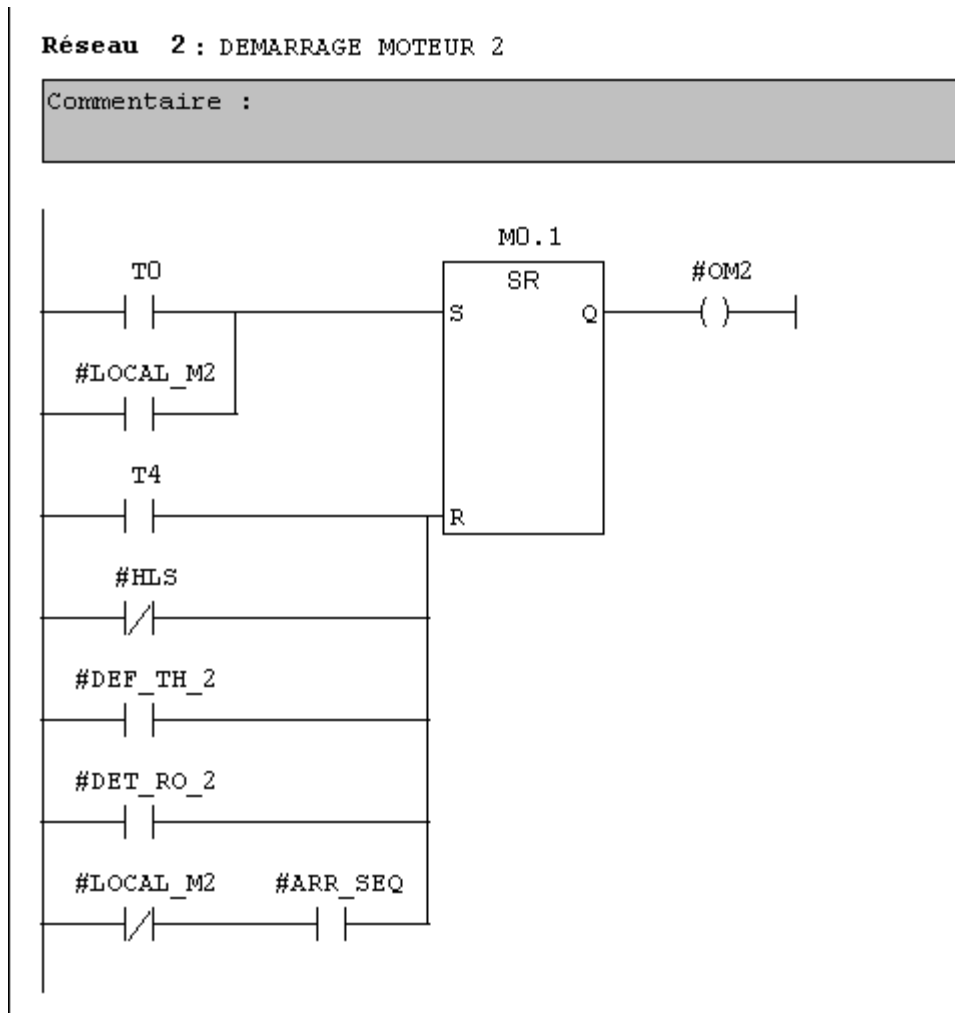 Réseau 2 : DEMARRAGE MOTEUR 2
Commentaire :
M0.1
T0
SR
#OM2
S
Q
#LOCAL_M2
T4
R
#HLS
#DEF_TH_2
#DET_RO_2
#LOCAL_M2 #ARR_SEQ